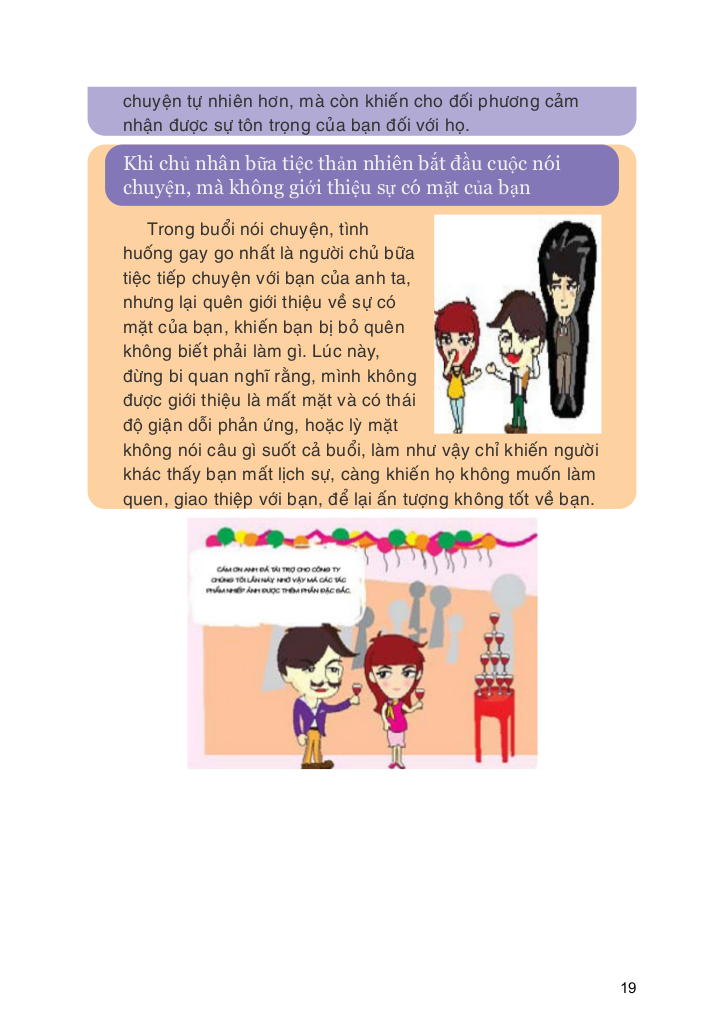 chuyện tự nhiên hơn, mà còn khiến cho đối phương cảm
nhận được sự tôn trọng của bạn đối với họ.
Khi chủ nhân bữa tiệc thản nhiên bắt đầu cuộc nói
chuyện, mà không giới thiệu sự có mặt của bạn
Trong buổi nói chuyện, tình
huống gay go nhất là người chủ bữa
tiệc tiếp chuyện với bạn của anh ta,
nhưng lại quên giới thiệu về sự có
mặt của bạn, khiến bạn bị bỏ quên
không biết phải làm gì. Lúc này,
đừng bi quan nghĩ rằng, mình không
được giới thiệu là mất mặt và có thái
độ giận dỗi phản ứng, hoặc lỳ mặt
không nói câu gì suốt cả buổi, làm như vậy chỉ khiến người
khác thấy bạn mất lịch sự, càng khiến họ không muốn làm
quen, giao thiệp với bạn, để lại ấn tượng không tốt về bạn.
CẢM ƠN ANH ĐÃ TÀI TRỢ CHO CÔNG TY
CHÚNG TÔI LẦN NÀY. NHỜ VẬY MÀ CÁC TÁC
PHẨM NHIẾP ẢNH ĐƯỢC THÊM PHẦN ĐẶC SẮC.
19